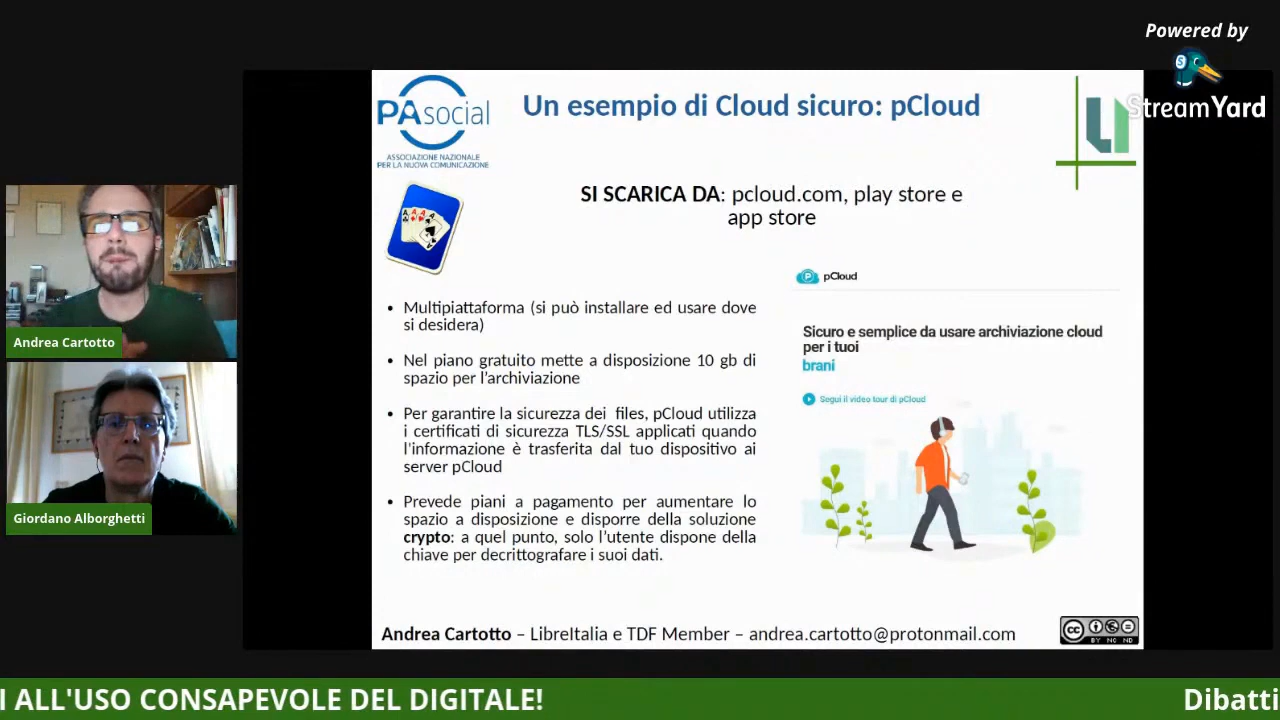 Powered by
StreamYard
PAsocial
ASSOCIAZIONE NAZIONALE
PER LA NUOVA COMUNICAZIONE
Un esempio di Cloud sicuro: pCloud
LI
SI SCARICA DA: pcloud.com, play store e
app store
• Multipiattaforma (si può installare ed usare dove
si desidera)
• Nel piano gratuito mette a disposizione 10 gb di
spazio per l'archiviazione
• Per garantire la sicurezza dei files, pCloud utilizza
i certificati di sicurezza TLS/SSL applicati quando
l'informazione è trasferita dal tuo dispositivo ai
server pCloud
• Prevede piani a pagamento per aumentare lo
spazio a disposizione e disporre della soluzione
crypto: a quel punto, solo l'utente dispone della
chiave per decrittografare i suoi dati.
pCloud
Sicuro e semplice da usare archiviazione cloud
per i tuoi
brani
Segui il video tour di pCloud
Andrea Cartotto – LibreItalia e TDF Member – andrea.cartotto@protonmail.com
cc
BY NC ND
Andrea Cartotto
Giordano Alborghetti
I ALL'USO CONSAPEVOLE DEL DIGITALE!
Dibatti